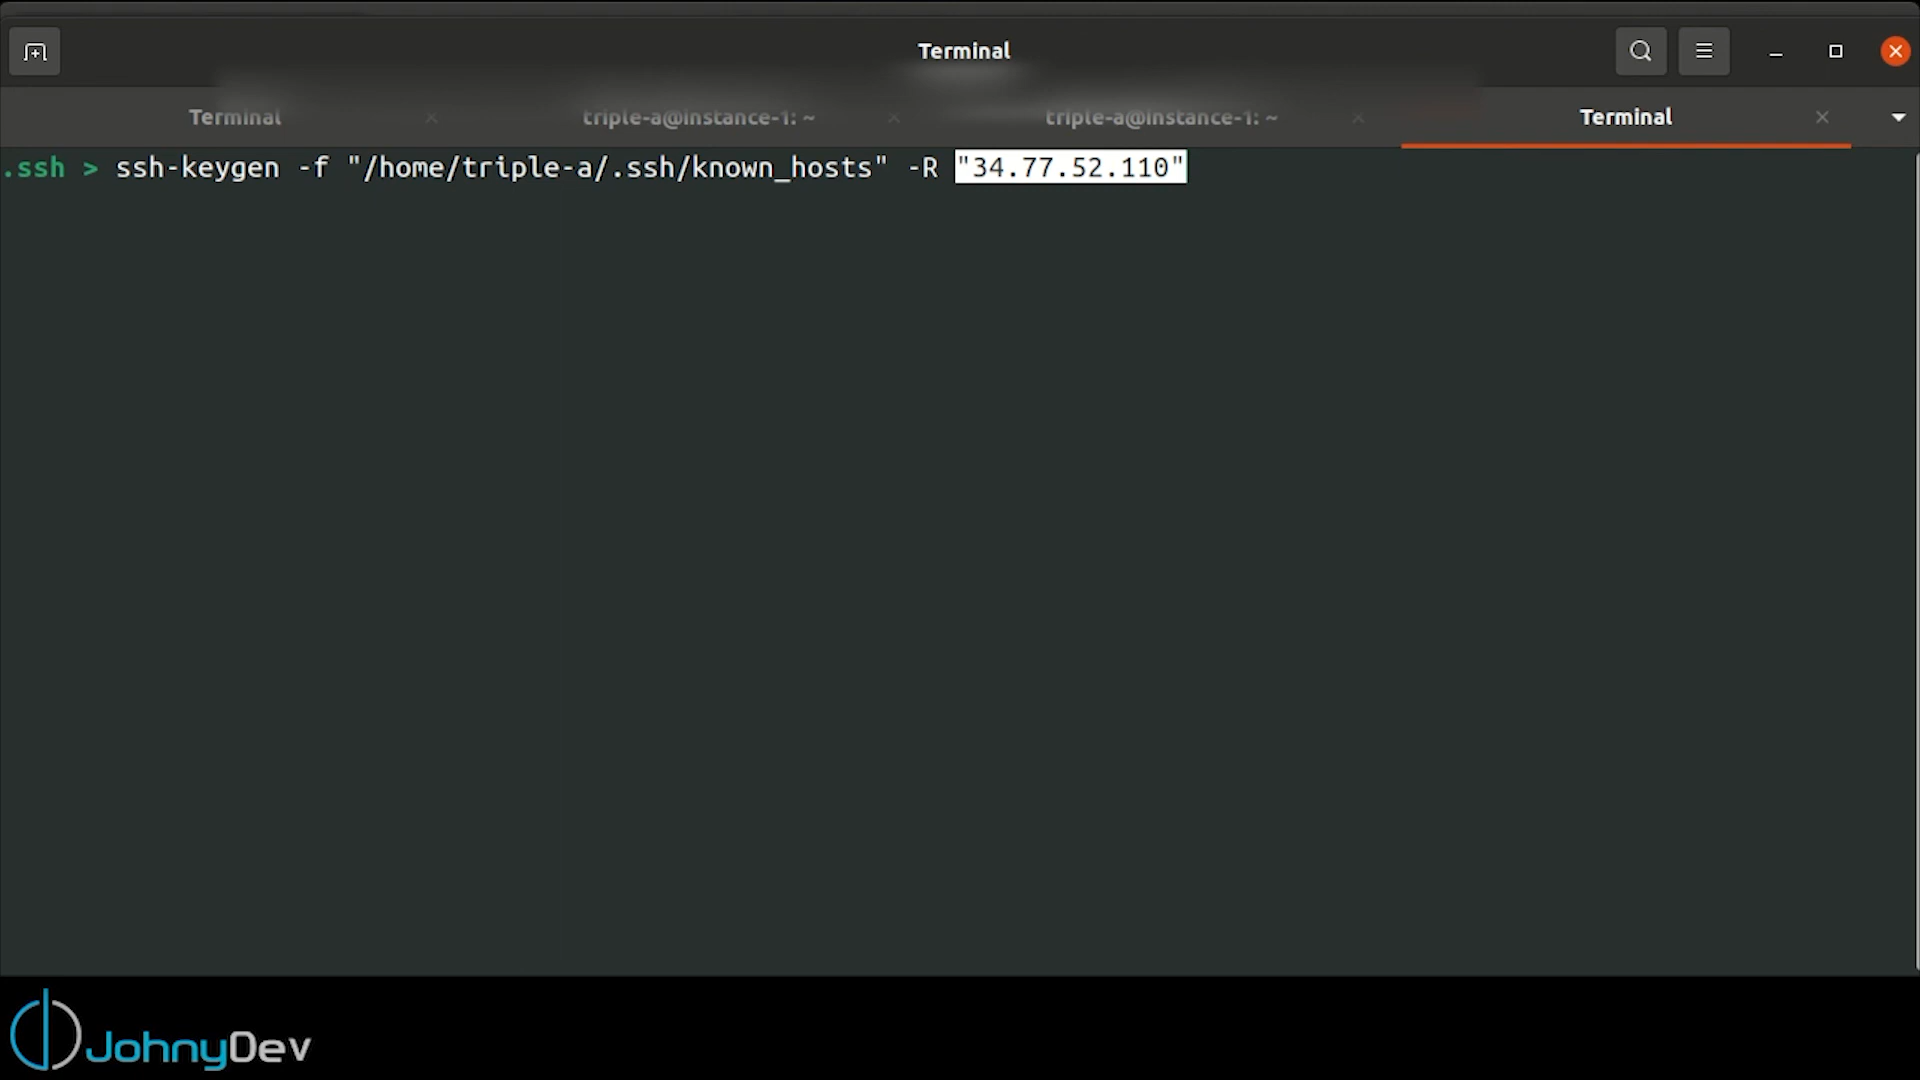 Terminal
Terminal triple-a@instance-1: ~ triple-a@instance-1: ~ Terminal
.ssh > ssh-keygen -f "/home/triple-a/.ssh/known_hosts" -R "34.77.52.110"
JohnyDev